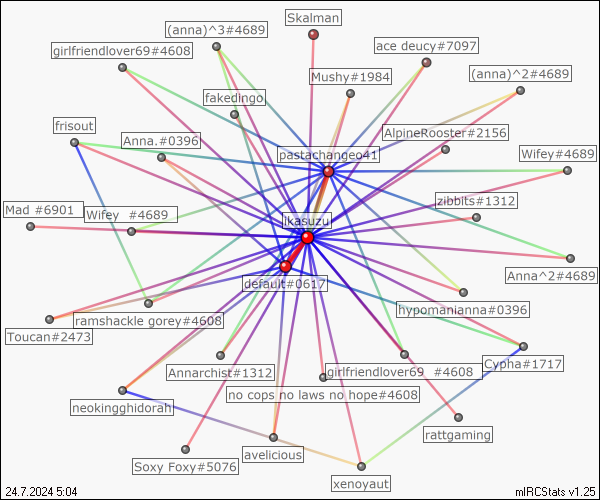 Skalman
(anna)^3#4689
ace deucy#7097
girlfriendlover69#4608
(anna)^2#4689
Mushy#1984
fakedingo
frisout
AlpineRooster#2156
Anna.#0396
pastachangeo41
Wifey#4689
zibbits#1312
Mad #6901
Wifey  #4689
ikasuzu
Anna^2#4689
default#0617
hypomanianna#0396
ramshackle gorey#4608
Toucan#2473
Cypha#1717
Annarchist#1312
girlfriendlover69  #4608
no cops no laws no hope#4608
neokingghidorah
rattgaming
avelicious
Soxy Foxy#5076
xenoyaut
24.7.2024 5:04
mIRCStats v1.25